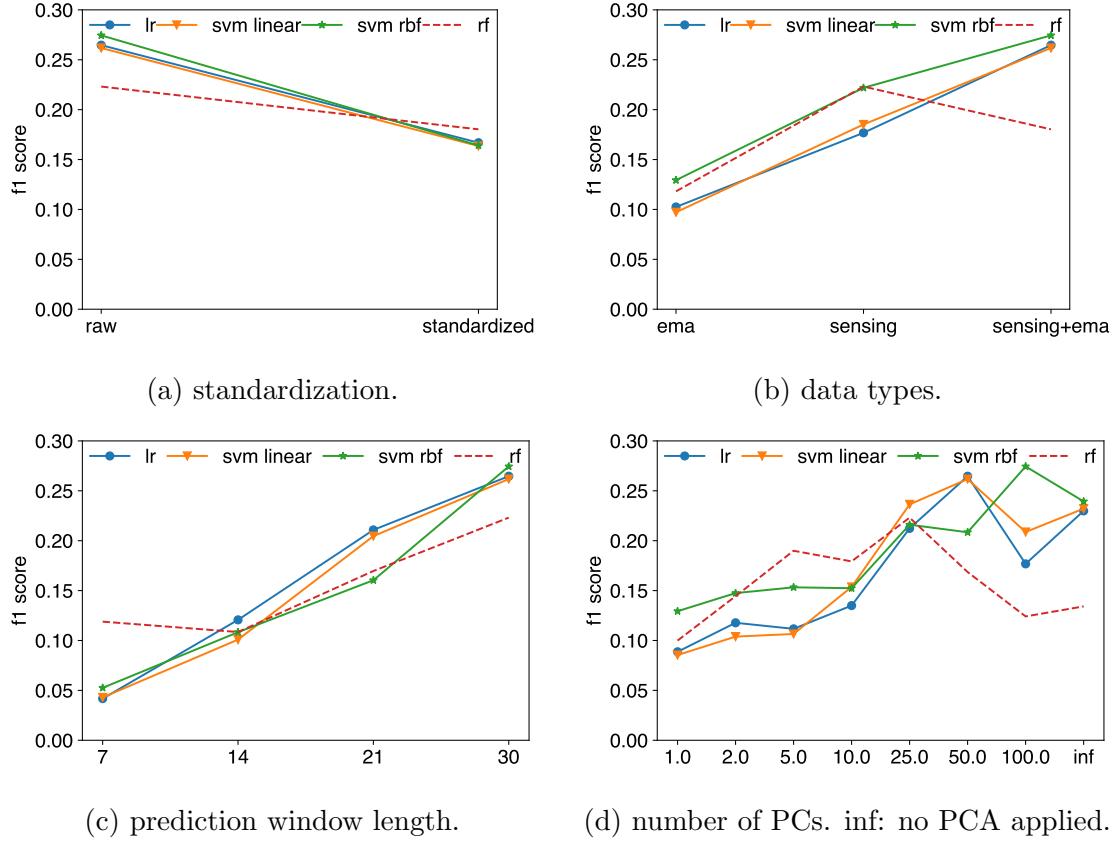 0.30
lr svm linear svm rbf rf
0.25
0.20
f1 score
0.15
0.10
0.05
0.00
raw standardized
(a) standardization.
0.30
lr svm linear svm rbf rf
0.25
0.20
f1 score
0.15
0.10
0.05
0.00
ema sensing sensing+ema
(b) data types.
0.30
lr svm linear svm rbf rf
0.25
0.20
f1 score
0.15
0.10
0.05
0.00
7 14 21 30
(c) prediction window length.
0.30
lr svm linear svm rbf rf
0.25
0.20
f1 score
0.15
0.10
0.05
0.00
1.0 2.0 5.0 10.0 25.0 50.0 100.0 inf
(d) number of PCs. inf: no PCA applied.